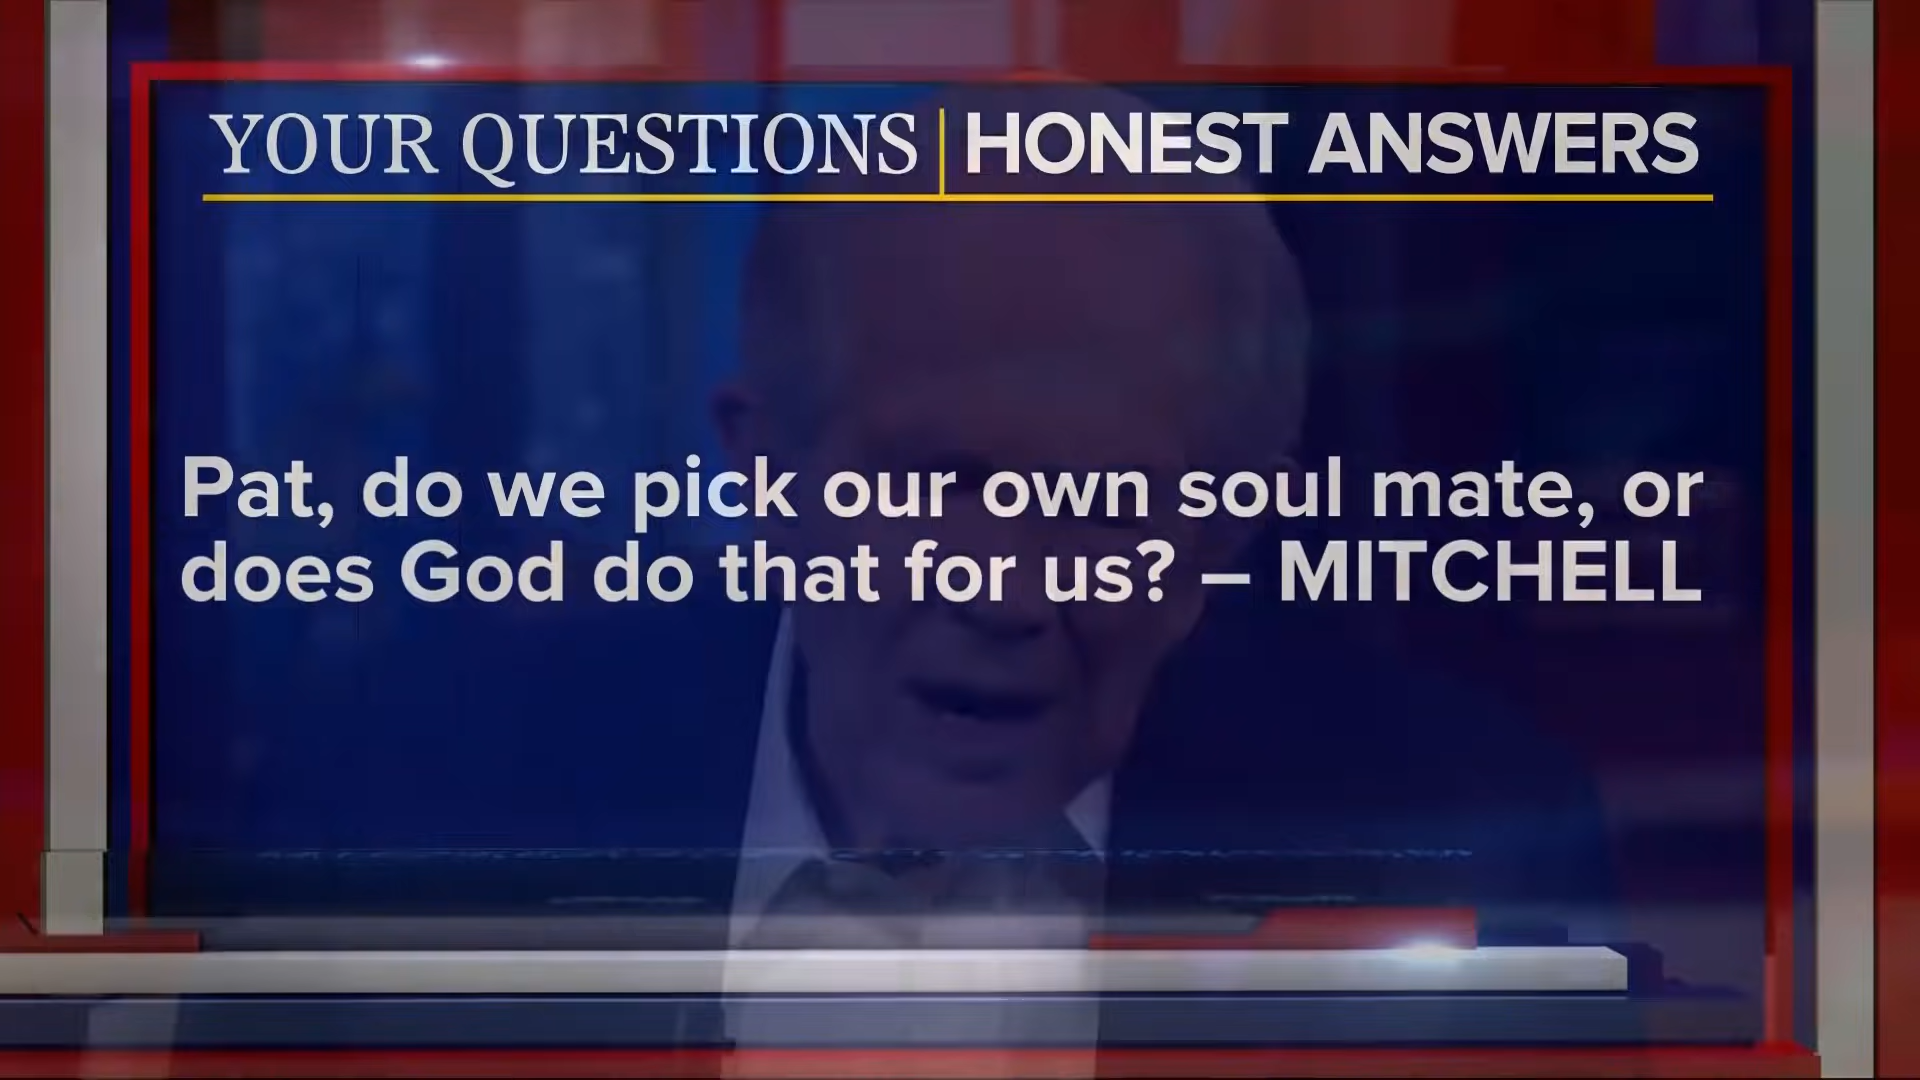 YOUR QUESTIONS HONEST ANSWERS
Pat, do we pick our own soul mate, or
does God do that for us? – MITCHELL